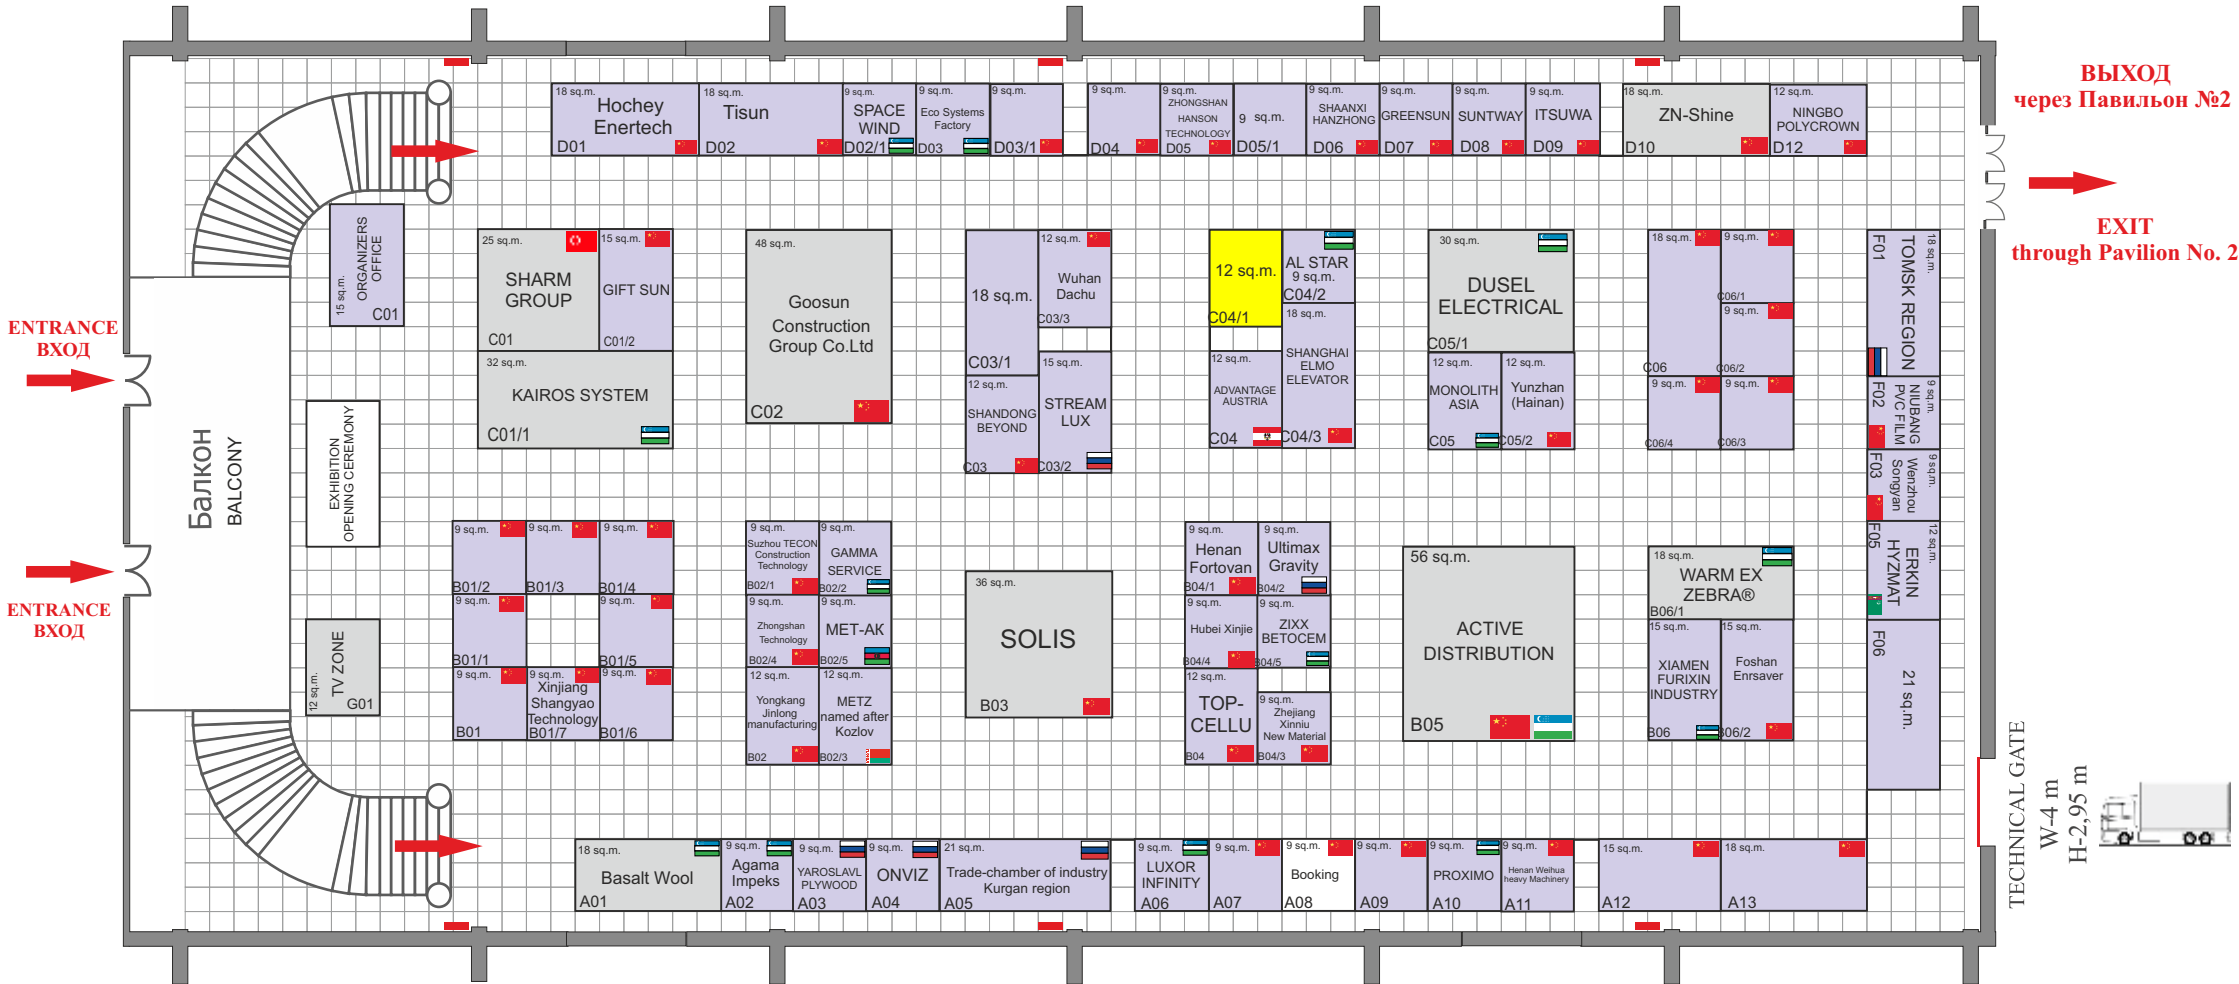 18 sq.m.
Hochey
Enertech
D01
18 sq.m.
Tisun
D02
9 sq.m.
SPACE
WIND
D02/1
9 sq.m.
Eco Systems
Factory
D03
9 sq.m.
D03/1
9 sq.m.
D04
9 sq.m.
ZHONGSHAN
HANSON
TECHNOLOGY
D05
9 sq.m.
D05/1
9 sq.m.
SHAANXI
HANZHONG
D06
9 sq.m.
GREENSUN
D07
9 sq.m.
SUNTWAY
D08
9 sq.m.
ITSUWA
D09
18 sq.m.
ZN-Shine
D10
12 sq.m.
NINGBO
POLYCROWN
D12
ВЫХОД
через Павильон №2
EXIT
through Pavilion No. 2
ORGANIZERS
OFFICE
15 sq.m.
C01
25 sq.m.
SHARM
GROUP
C01
15 sq.m.
GIFT SUN
C01/2
32 sq.m.
KAIROS SYSTEM
C01/1
48 sq.m.
Goosun
Construction
Group Co.Ltd
C02
18 sq.m.
C03/1
12 sq.m.
Wuhan
Dachu
C03/3
12 sq.m.
SHANDONG
BEYOND
C03
15 sq.m.
STREAM
LUX
C03/2
12 sq.m.
C04/1
AL STAR
9 sq.m.
C04/2
12 sq.m.
ADVANTAGE
AUSTRIA
C04
18 sq.m.
SHANGHAI
ELMO
ELEVATOR
C04/3
30 sq.m.
DUSEL
ELECTRICAL
C05/1
12 sq.m.
MONOLITH
ASIA
C05
12 sq.m.
Yunzhan
(Hainan)
C05/2
18 sq.m.
C06
9 sq.m.
C06/1
9 sq.m.
C06/2
9 sq.m.
C06/4
9 sq.m.
C06/3
18 sq.m.
TOMSK REGION
F01
9 sq.m.
NIUBANG
PVC FILM
F02
9 sq.m.
Wenzhou
Songyan
F03
12 sq.m.
ERKIN
HYZMAT
F05
F06
21 sq.m.
ENTRANCE
ВХОД
ENTRANCE
ВХОД
Балкон
BALCONY
EXHIBITION
OPENING CEREMONY
TV ZONE
12 sq.m.
G01
9 sq.m.
B01/2
9 sq.m.
B01/3
9 sq.m.
B01/4
9 sq.m.
B01/1
9 sq.m.
B01/5
9 sq.m.
B01
9 sq.m.
Xinjiang
Shangyao
Technology
B01/7
9 sq.m.
B01/6
9 sq.m.
Suzhou TECON
Construction
Technology
B02/1
9 sq.m.
GAMMA
SERVICE
B02/2
9 sq.m.
Zhongshan
Technology
B02/4
9 sq.m.
МЕТ-АК
B02/5
12 sq.m.
Yongkang
Jinlong
manufacturing
B02
12 sq.m.
METZ
named after
Kozlov
B02/3
36 sq.m.
SOLIS
B03
9 sq.m.
Henan
Fortovan
B04/1
9 sq.m.
Ultimax
Gravity
B04/2
9 sq.m.
Hubei Xinjie
B04/4
9 sq.m.
ZIXX
BETOCEM
B04/5
12 sq.m.
TOP-
CELLU
B04
9 sq.m.
Zhejiang
Xinniu
New Material
B04/3
56 sq.m.
ACTIVE
DISTRIBUTION
B05
18 sq.m.
WARM EX
ZEBRA®
B06/1
15 sq.m.
XIAMEN
FURIXIN
INDUSTRY
B06
15 sq.m.
Foshan
Enrsaver
B06/2
TECHNICAL GATE
W-4 m
H-2,95 m
18 sq.m.
Basalt Wool
A01
9 sq.m.
Agama
Impeks
A02
9 sq.m.
YAROSLAVL
PLYWOOD
A03
9 sq.m.
ONVIZ
A04
21 sq.m.
Trade-chamber of industry
Kurgan region
A05
9 sq.m.
LUXOR
INFINITY
A06
9 sq.m.
A07
9 sq.m.
Booking
A08
9 sq.m.
A09
9 sq.m.
PROXIMO
A10
9 sq.m.
Henan Weihua
heavy Machinery
A11
15 sq.m.
A12
18 sq.m.
A13